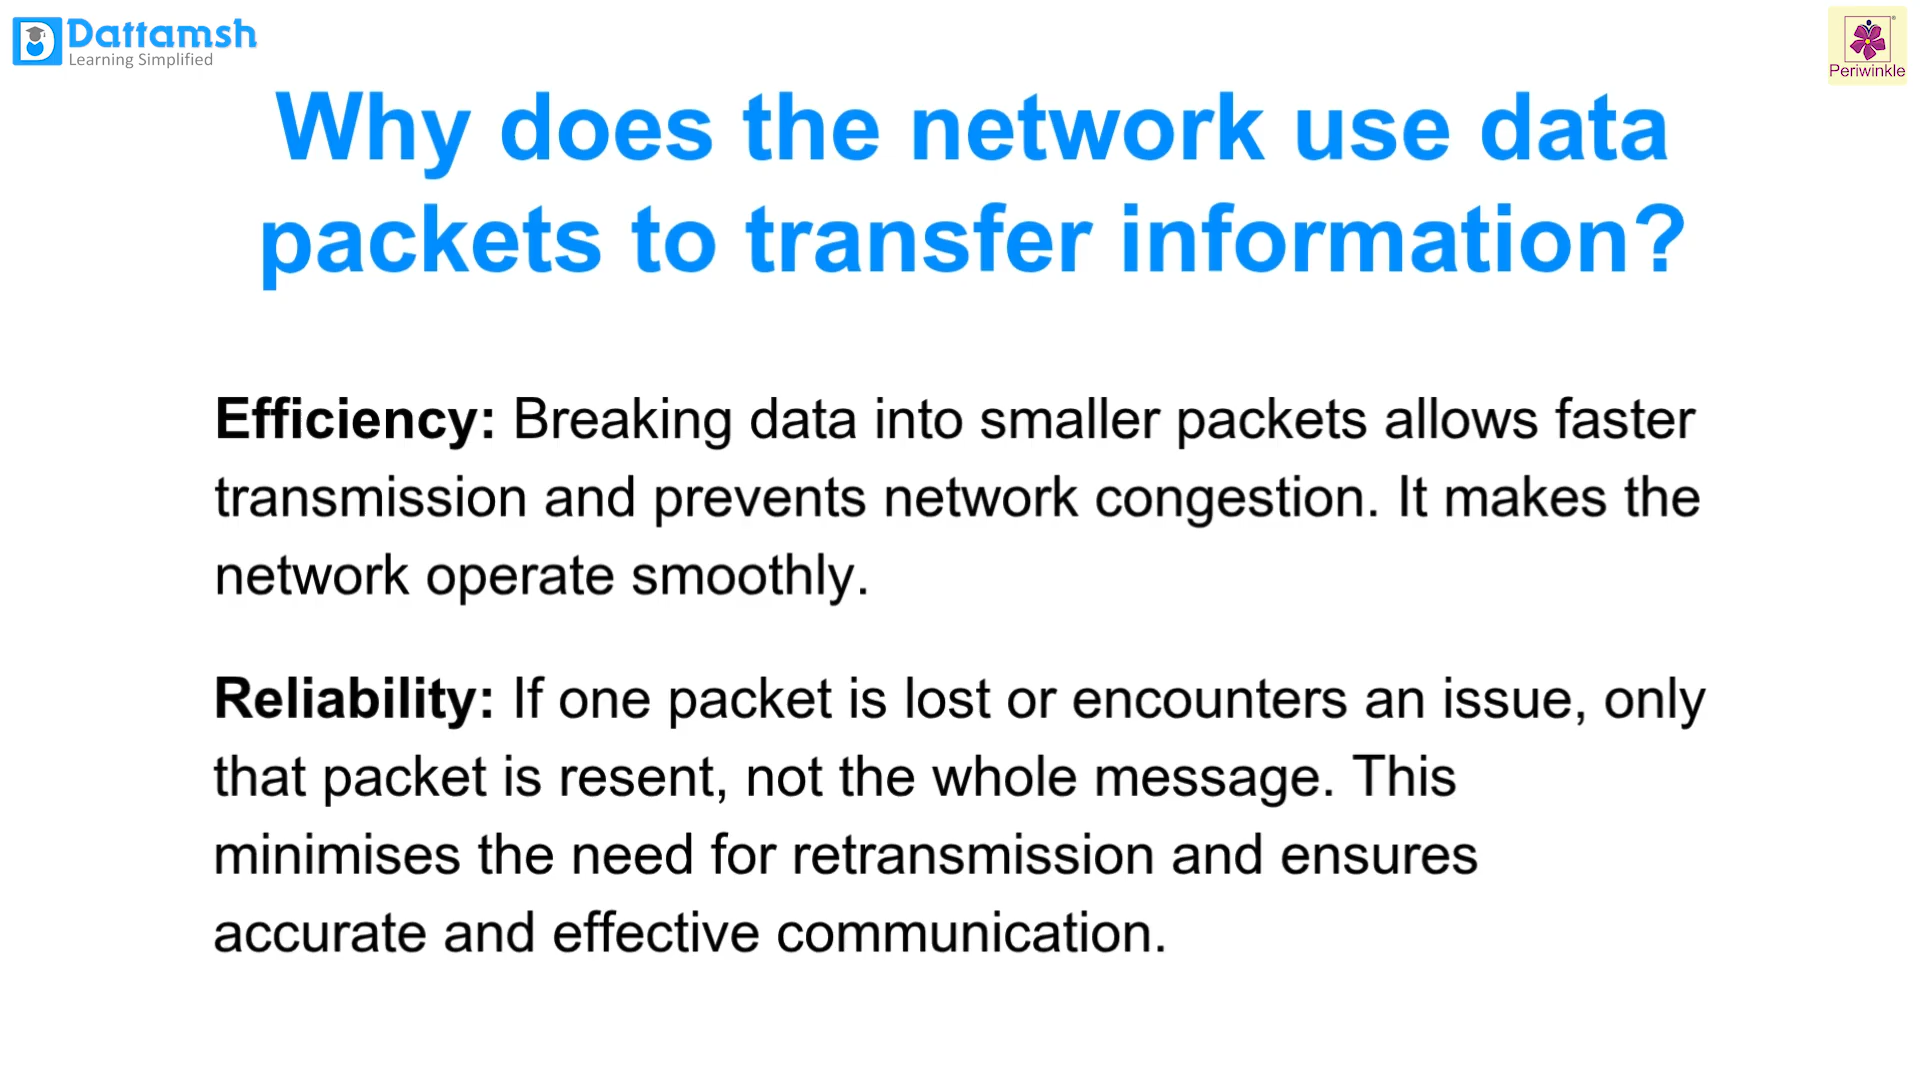 Dattamsh
Learning Simplified
Periwinkle
Why does the network use data
packets to transfer information?
Efficiency: Breaking data into smaller packets allows faster
transmission and prevents network congestion. It makes the
network operate smoothly.
Reliability: If one packet is lost or encounters an issue, only
that packet is resent, not the whole message. This
minimises the need for retransmission and ensures
accurate and effective communication.